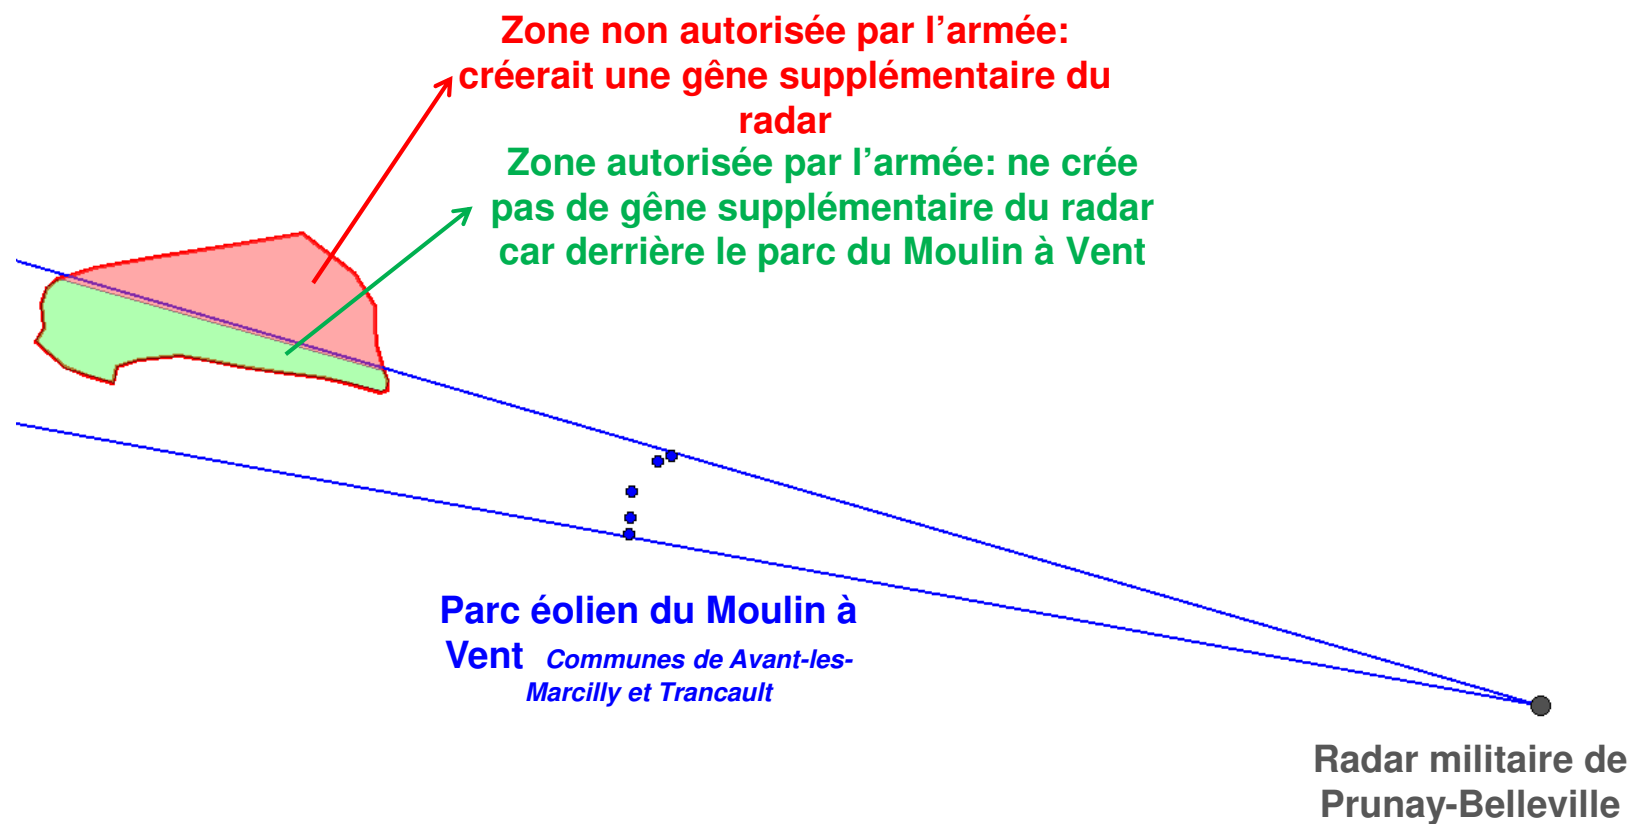 Zone non autorisée par l’armée:
créerait une gêne supplémentaire du
radar
Zone autorisée par l’armée: ne crée
pas de gêne supplémentaire du radar
car derrière le parc du Moulin à Vent
Parc éolien du Moulin à
Vent Communes de Avant-les-
Marcilly et Trancault
Radar militaire de
Prunay-Belleville